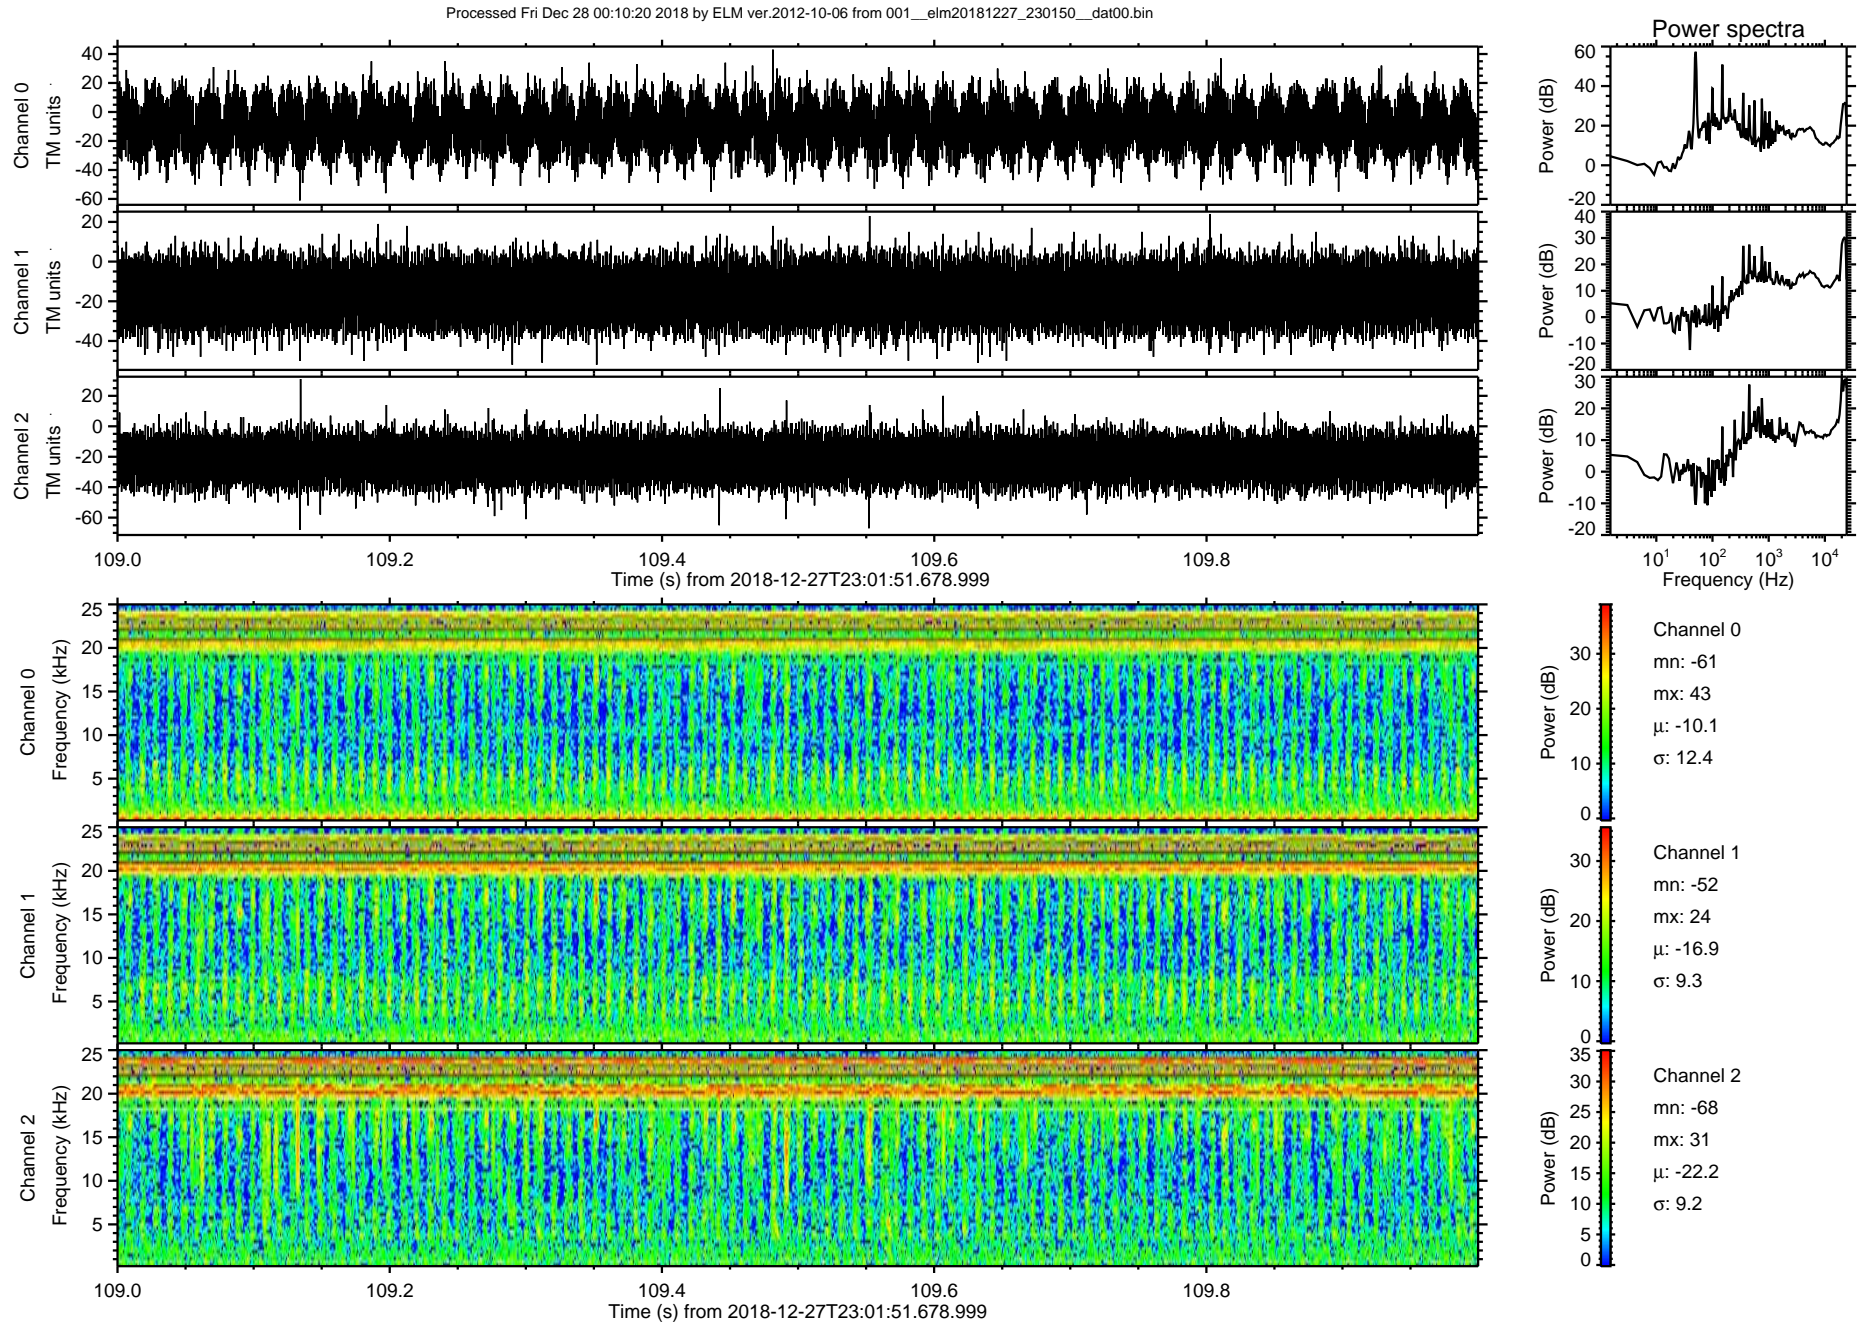 Processed Fri Dec 28 00:10:20 2018 by ELM ver.2012-10-06 from 001__elm20181227_230150__dat00.bin
Power spectra
Channel 0
TM units
40
20
0
-20
-40
-60
Power (dB)
60
40
20
0
-20
Channel 1
TM units
20
0
-20
-40
Power (dB)
40
30
20
10
0
-10
-20
Channel 2
TM units
20
0
-20
-40
-60
Power (dB)
30
20
10
0
-10
-20
109.0 109.2 109.4 109.6 109.8
Time (s) from 2018-12-27T23:01:51.678.999
10¹ 10² 10³ 10⁴
Frequency (Hz)
Channel 0
Frequency (kHz)
25
20
15
10
5
Power (dB)
30
20
10
0
Channel 0
mn: -61
mx: 43
μ: -10.1
σ: 12.4
Channel 1
Frequency (kHz)
25
20
15
10
5
Power (dB)
30
20
10
0
Channel 1
mn: -52
mx: 24
μ: -16.9
σ: 9.3
Channel 2
Frequency (kHz)
25
20
15
10
5
Power (dB)
35
30
25
20
15
10
5
0
Channel 2
mn: -68
mx: 31
μ: -22.2
σ: 9.2
109.0 109.2 109.4 109.6 109.8
Time (s) from 2018-12-27T23:01:51.678.999